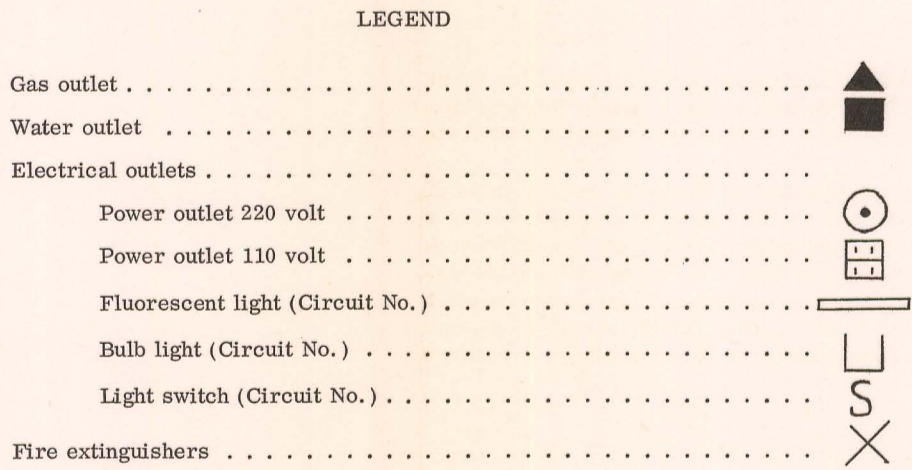 LEGEND
Gas outlet . . . . . . . . . . . . . . . . . . . . . . . . . . . . . . . . . . . . . . .
Water outlet . . . . . . . . . . . . . . . . . . . . . . . . . . . . . . . . . . . . .
Electrical outlets . . . . . . . . . . . . . . . . . . . . . . . . . . . . . . . . . . .
Power outlet 220 volt . . . . . . . . . . . . . . . . . . . . . . . . . . .
Power outlet 110 volt . . . . . . . . . . . . . . . . . . . . . . . . . . .
Fluorescent light (Circuit No.) . . . . . . . . . . . . . . . . . . . . . .
Bulb light (Circuit No.) . . . . . . . . . . . . . . . . . . . . . . . . . .
Light switch (Circuit No.) . . . . . . . . . . . . . . . . . . . . . . . . . S
Fire extinguishers . . . . . . . . . . . . . . . . . . . . . . . . . . . . . . . . . .